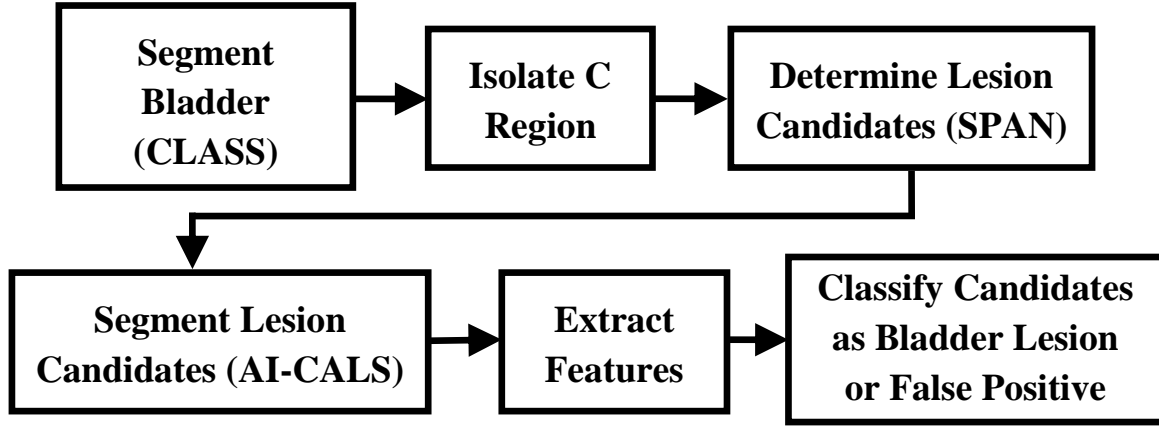 Segment
Bladder
(CLASS)
Isolate C
Region
Determine Lesion
Candidates (SPAN)
Segment Lesion
Candidates (AI-CALS)
Extract
Features
Classify Candidates
as Bladder Lesion
or False Positive